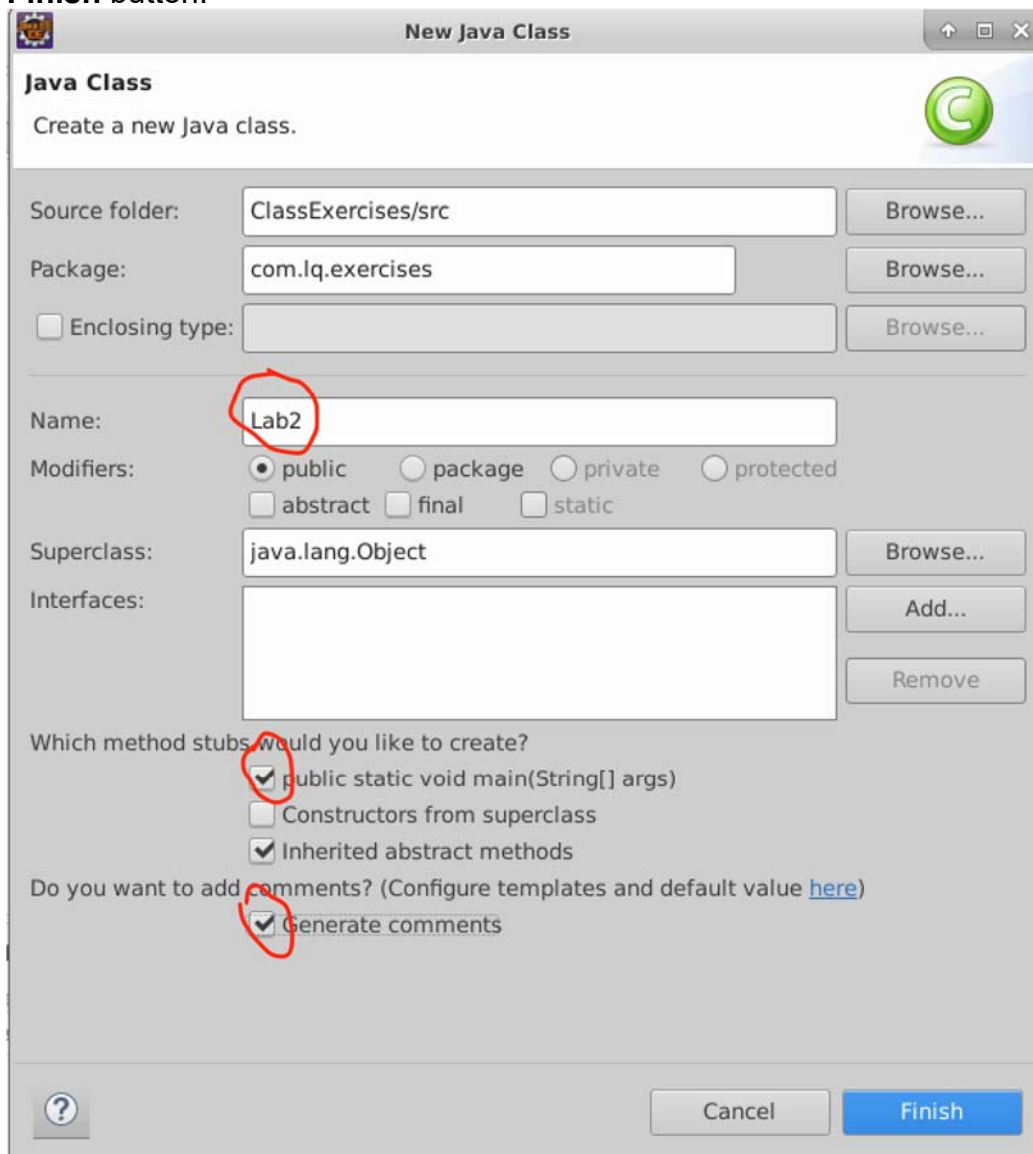 Finish button.
New Java Class
Java Class
Create a new Java class.
Source folder: ClassExercises/src Browse...
Package: com.lq.exercises Browse...
Enclosing type: Browse...
Name: Lab2
Modifiers: public package private protected
abstract final static
Superclass: java.lang.Object Browse...
Interfaces: Add...
Remove
Which method stubs would you like to create?
public static void main(String[] args)
Constructors from superclass
Inherited abstract methods
Do you want to add comments? (Configure templates and default value here)
Generate comments
? Cancel Finish